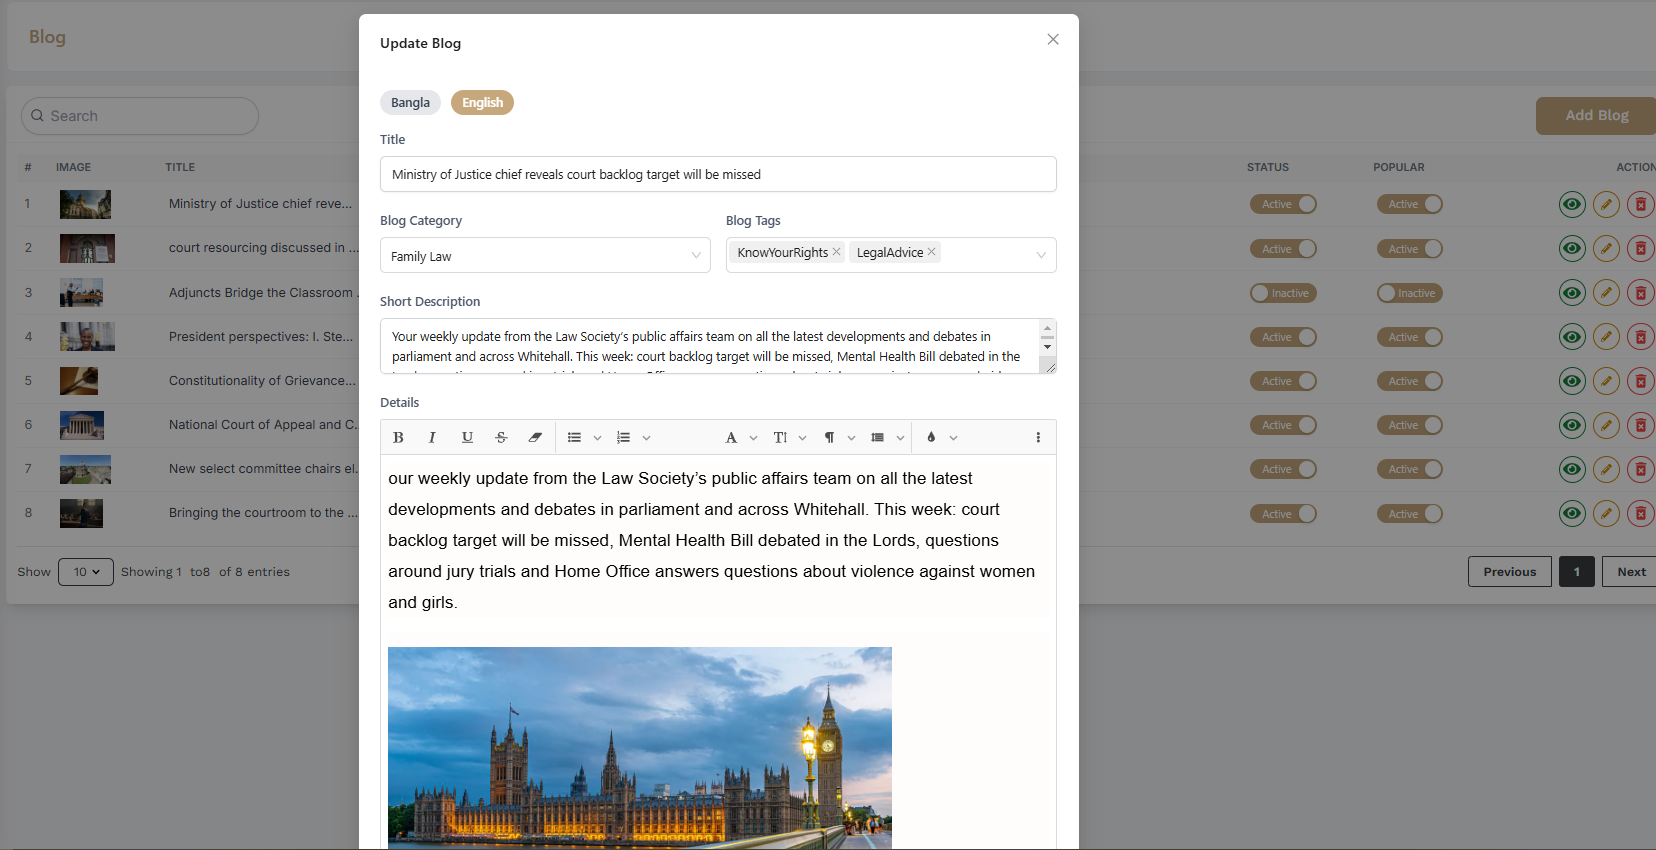 Blog
Search
Add Blog
# IMAGE TITLE STATUS POPULAR ACTION
1 Ministry of Justice chief reve... Active Active
2 court resourcing discussed in ... Active Active
3 Adjuncts Bridge the Classroom . Inactive Inactive
4 President perspectives: I. Ste... Active Active
5 Constitutionality of Grievance... Active Active
6 National Court of Appeal and C. Active Active
7 New select committee chairs el. Active Active
8 Bringing the courtroom to the ... Active Active
Show 10 Showing 1 to8 of 8 entries
Previous 1 Next
Update Blog
Bangla English
Title
Ministry of Justice chief reveals court backlog target will be missed
Blog Category Blog Tags
Family Law KnowYourRights LegalAdvice
Short Description
Your weekly update from the Law Society’s public affairs team on all the latest developments and debates in
parliament and across Whitehall. This week: court backlog target will be missed, Mental Health Bill debated in the
Details
B I U S A TI ¶
our weekly update from the Law Society’s public affairs team on all the latest
developments and debates in parliament and across Whitehall. This week: court
backlog target will be missed, Mental Health Bill debated in the Lords, questions
around jury trials and Home Office answers questions about violence against women
and girls.